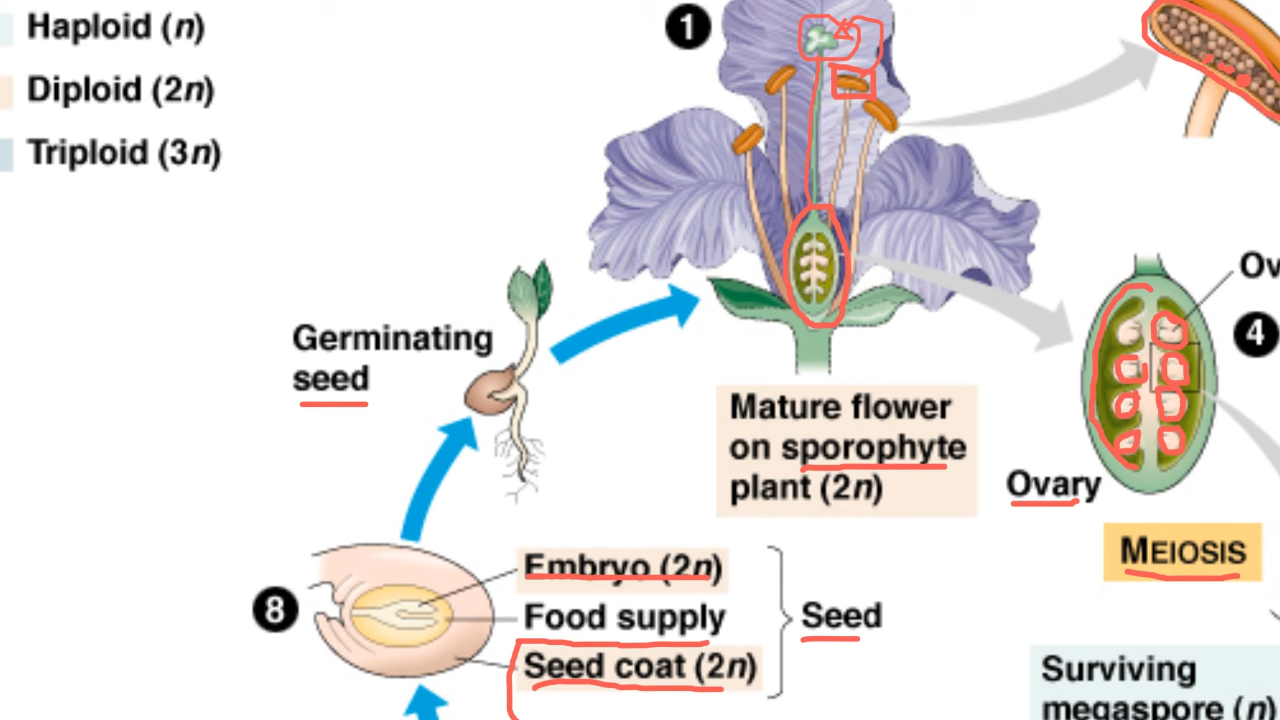 Haploid (n)
Diploid (2n)
Triploid (3n)
1
Ov
4
Germinating
seed
Mature flower
on sporophyte
plant (2n)
Ovary
MEIOSIS
8
Embryo (2n)
Food supply
Seed coat (2n)
Seed
Surviving
megaspore (n)